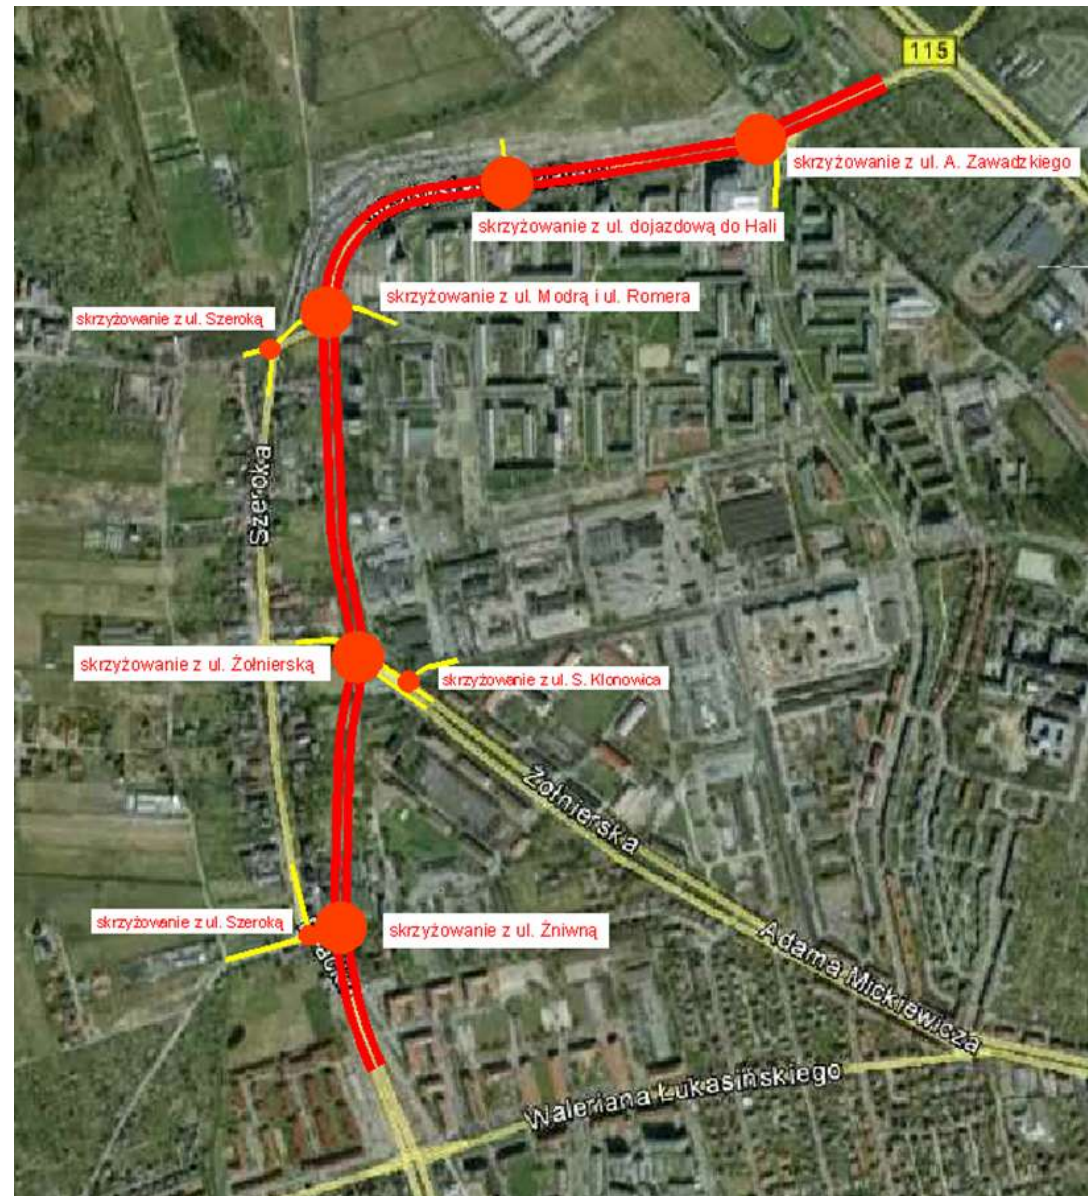 115
skrzyżowanie z ul. A. Zawadzkiego
skrzyżowanie z ul. dojazdową do Hali
skrzyżowanie z ul. Modrą i ul. Romera
skrzyżowanie z ul. Szeroką
Szeroka
skrzyżowanie z ul. Żołnierską
skrzyżowanie z ul. S. Klonowica
Żołnierska
skrzyżowanie z ul. Szeroką
skrzyżowanie z ul. Żniwną
Adama Mickiewicza
Waleriana Łukasińskiego